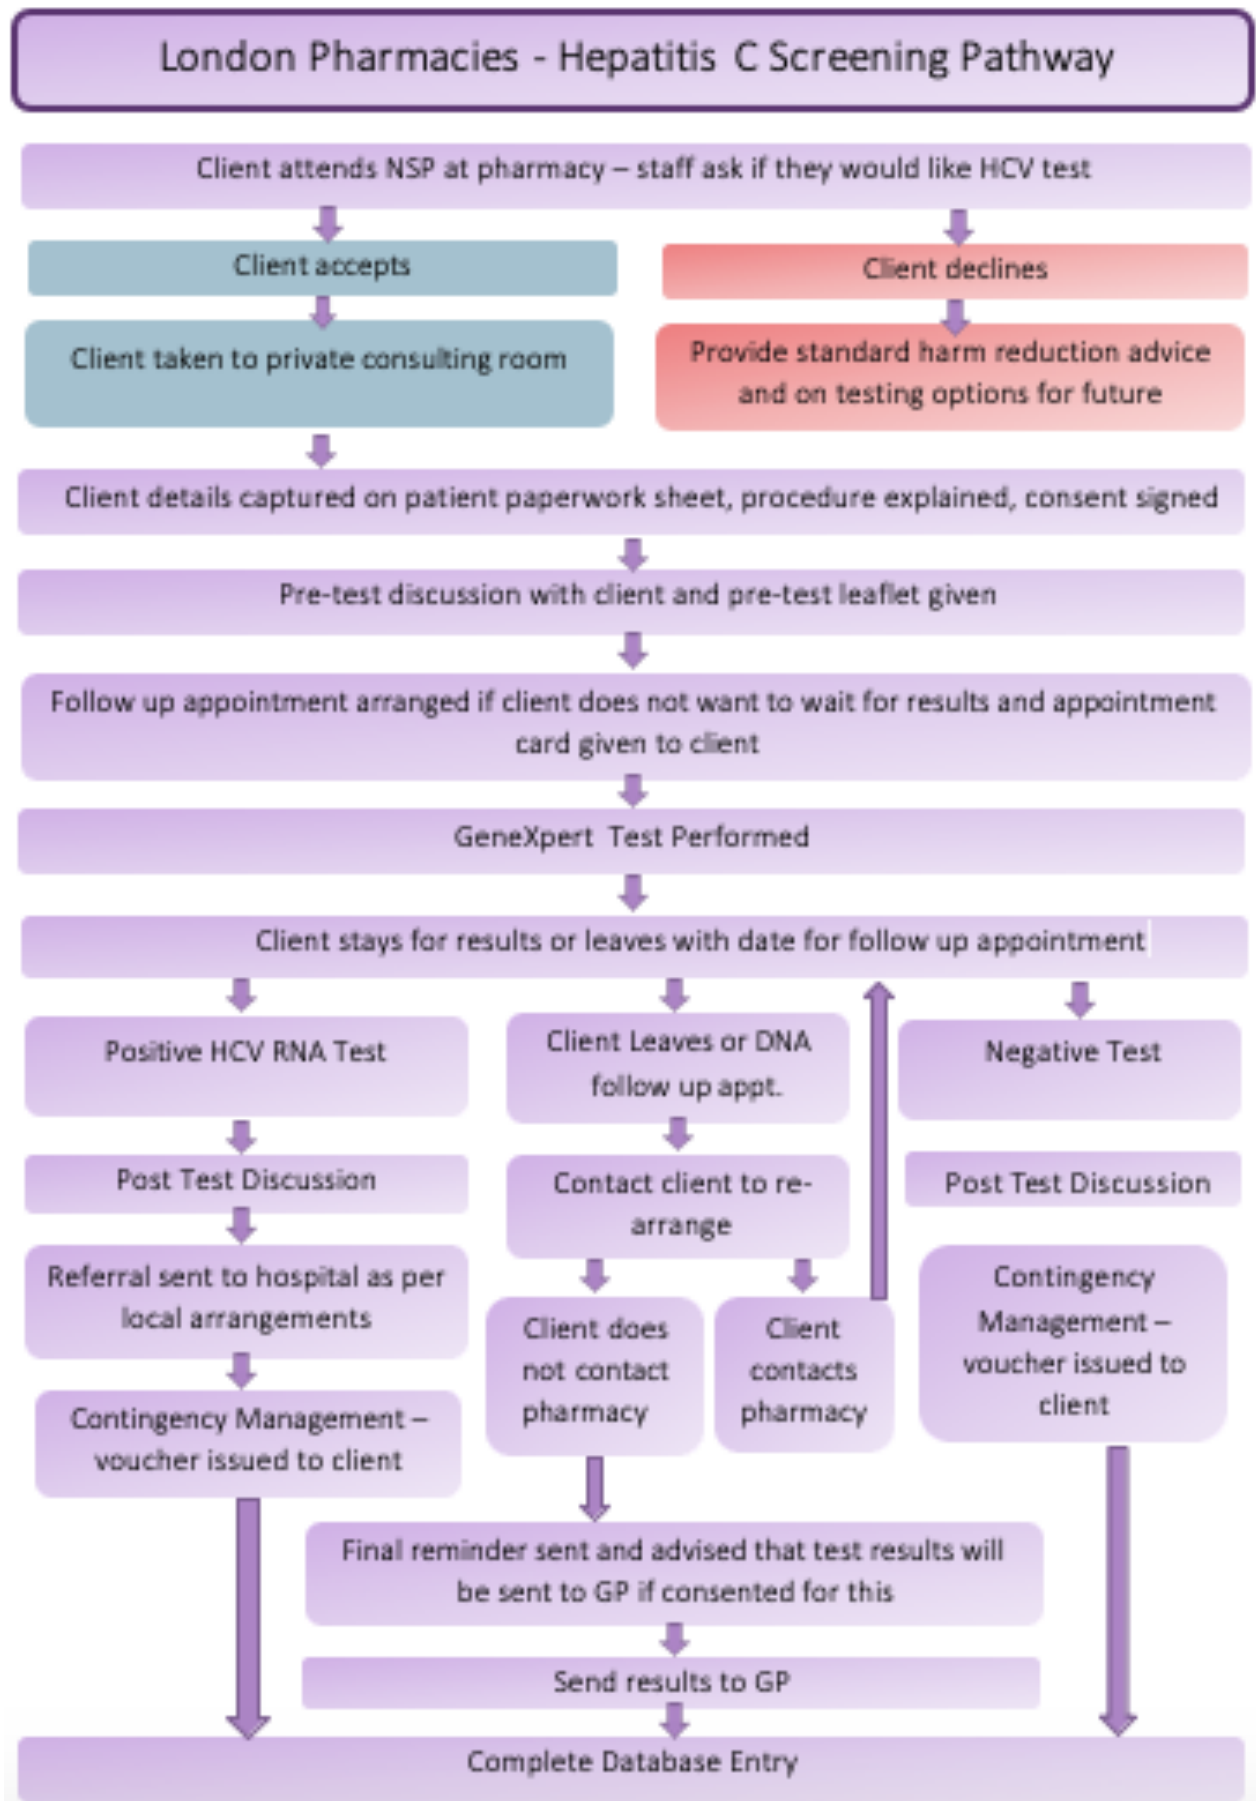 London Pharmacies - Hepatitis C Screening Pathway
Client attends NSP at pharmacy – staff ask if they would like HCV test
Client accepts
Client declines
Client taken to private consulting room
Provide standard harm reduction advice
and on testing options for future
Client details captured on patient paperwork sheet, procedure explained, consent signed
Pre-test discussion with client and pre-test leaflet given
Follow up appointment arranged if client does not want to wait for results and appointment
card given to client
GeneXpert Test Performed
Client stays for results or leaves with date for follow up appointment
Positive HCV RNA Test
Post Test Discussion
Referral sent to hospital as per
local arrangements
Contingency Management –
voucher issued to client
Client Leaves or DNA
follow up appt.
Contact client to re-
arrange
Client does
not contact
pharmacy
Client
contacts
pharmacy
Negative Test
Post Test Discussion
Contingency
Management –
voucher issued to
client
Final reminder sent and advised that test results will
be sent to GP if consented for this
Send results to GP
Complete Database Entry